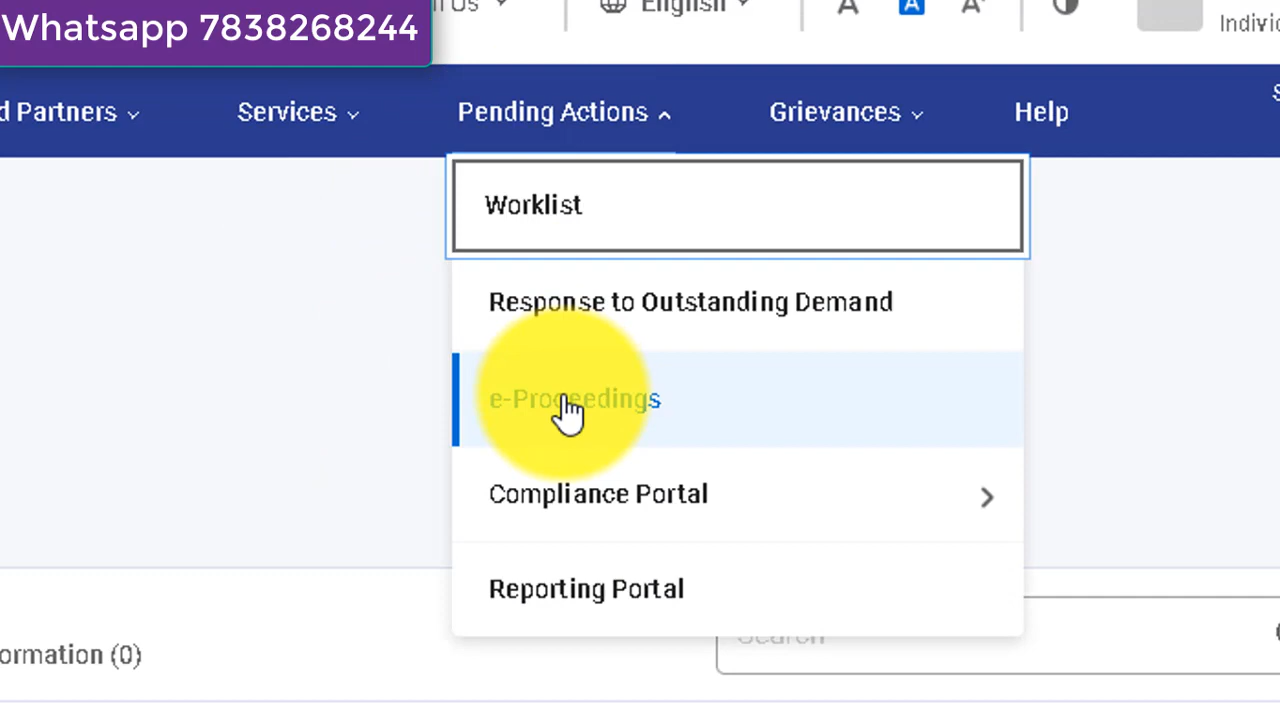 Whatsapp 7838268244
Us
English
A A A
Indivi
d Partners
Services
Pending Actions
Grievances
Help
Worklist
Response to Outstanding Demand
e-Proceedings
Compliance Portal
Reporting Portal
Search
ormation (0)